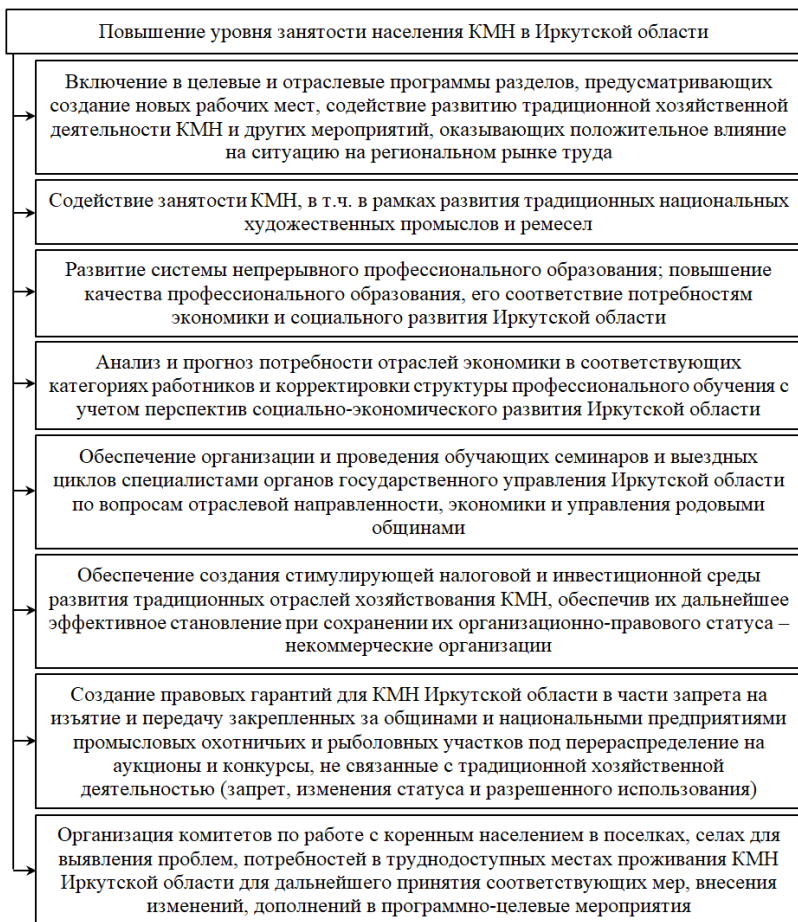 Повышение уровня занятости населения КМН в Иркутской области
Включение в целевые и отраслевые программы разделов, предусматривающих
создание новых рабочих мест, содействие развитию традиционной хозяйственной
деятельности КМН и других мероприятий, оказывающих положительное влияние
на ситуацию на региональном рынке труда
Содействие занятости КМН, в т.ч. в рамках развития традиционных национальных
художественных промыслов и ремесел
Развитие системы непрерывного профессионального образования; повышение
качества профессионального образования, его соответствие потребностям
экономики и социального развития Иркутской области
Анализ и прогноз потребности отраслей экономики в соответствующих
категориях работников и корректировки структуры профессионального обучения с
учетом перспектив социально-экономического развития Иркутской области
Обеспечение организации и проведения обучающих семинаров и выездных
циклов специалистами органов государственного управления Иркутской области
по вопросам отраслевой направленности, экономики и управления родовыми
общинами
Обеспечение создания стимулирующей налоговой и инвестиционной среды
развития традиционных отраслей хозяйствования КМН, обеспечив их дальнейшее
эффективное становление при сохранении их организационно-правового статуса –
некоммерческие организации
Создание правовых гарантий для КМН Иркутской области в части запрета на
изъятие и передачу закрепленных за общинами и национальными предприятиями
промысловых охотничьих и рыболовных участков под перераспределение на
аукционы и конкурсы, не связанные с традиционной хозяйственной
деятельностью (запрет, изменения статуса и разрешенного использования)
Организация комитетов по работе с коренным населением в поселках, селах для
выявления проблем, потребностей в труднодоступных местах проживания КМН
Иркутской области для дальнейшего принятия соответствующих мер, внесения
изменений, дополнений в программно-целевые мероприятия